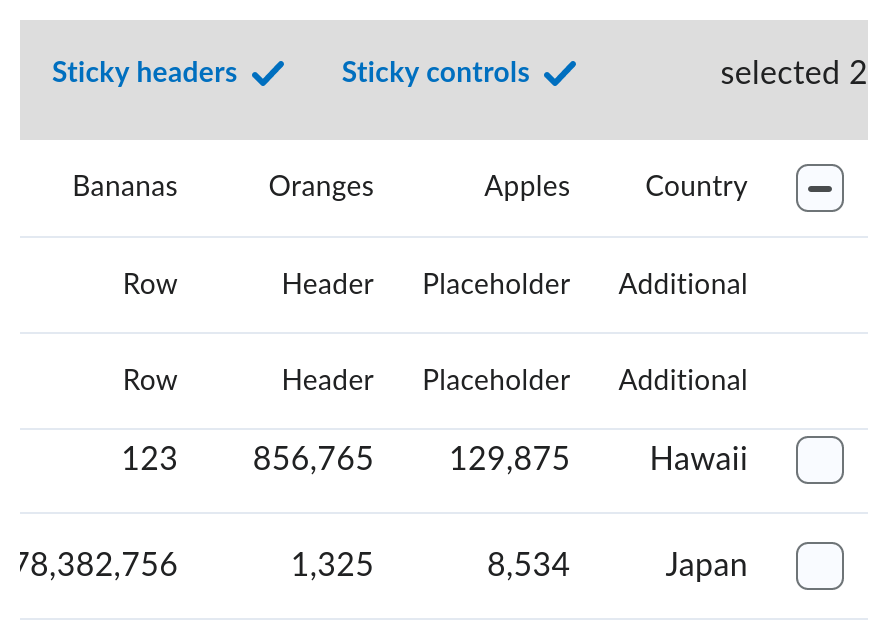 Sticky headers Sticky controls selected 2
Bananas Oranges Apples Country
Row Header Placeholder Additional
Row Header Placeholder Additional
123 856,765 129,875 Hawaii
78,382,756 1,325 8,534 Japan